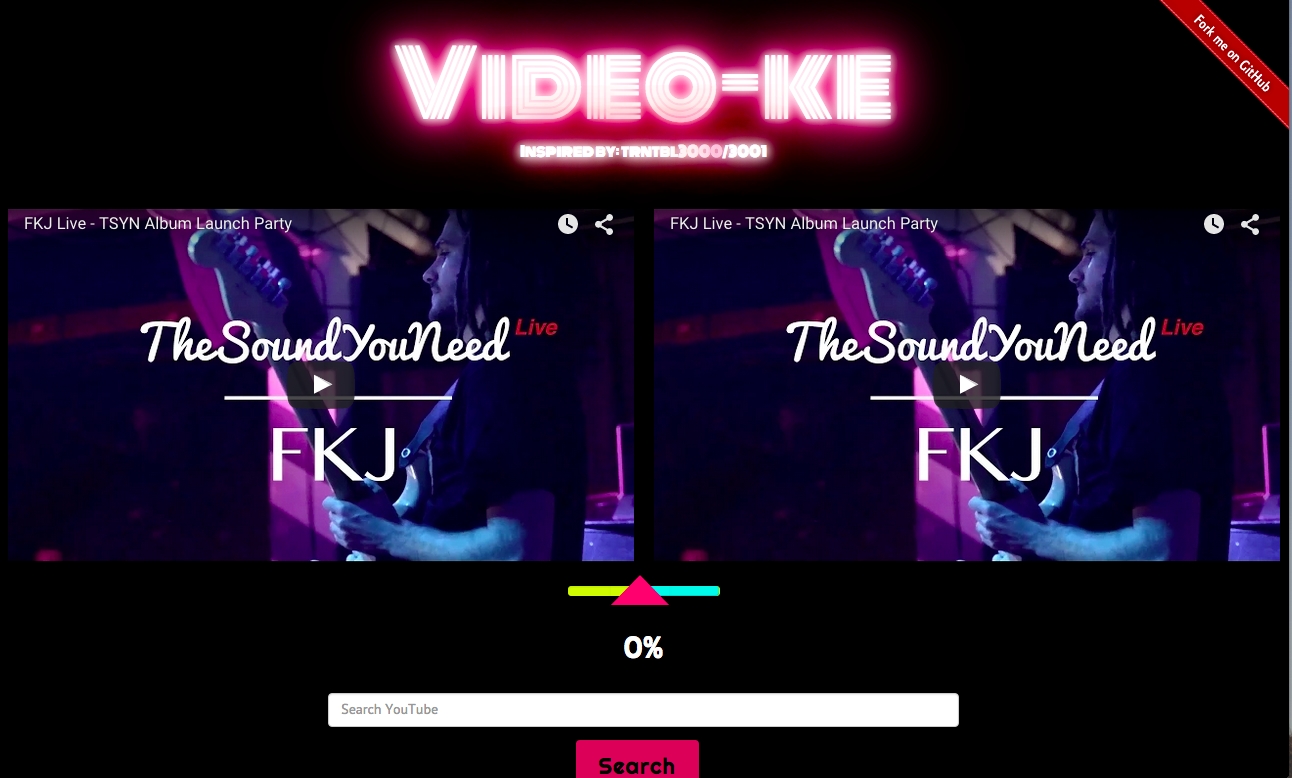 Video-ke
Fork me on GitHub
Inspired by: trntbl3000/3001
FKJ Live - TSYN Album Launch Party
FKJ Live - TSYN Album Launch Party
TheSoundYouNeed Live
FKJ
TheSoundYouNeed Live
FKJ
0%
Search YouTube
Search